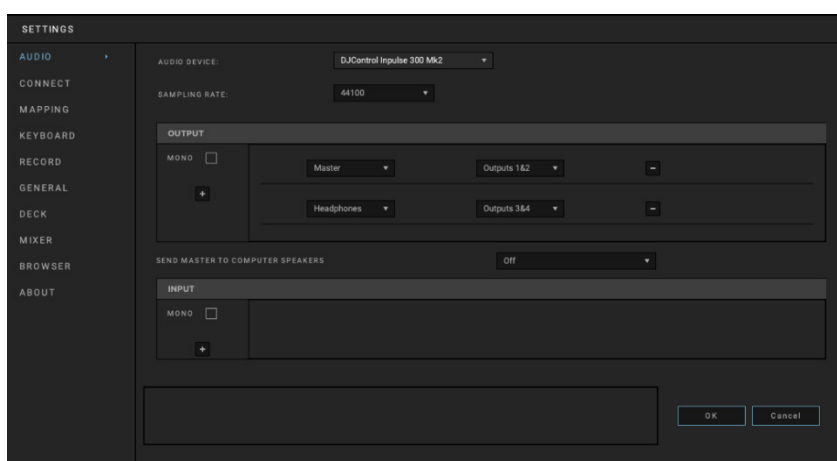 SETTINGS
AUDIO
CONNECT
MAPPING
KEYBOARD
RECORD
GENERAL
DECK
MIXER
BROWSER
ABOUT
AUDIO DEVICE: DJControl Inpulse 300 Mk2
SAMPLING RATE: 44100
OUTPUT
MONO
+
Master Outputs 1&2 -
Headphones Outputs 3&4 -
SEND MASTER TO COMPUTER SPEAKERS Off
INPUT
MONO
+
OK Cancel